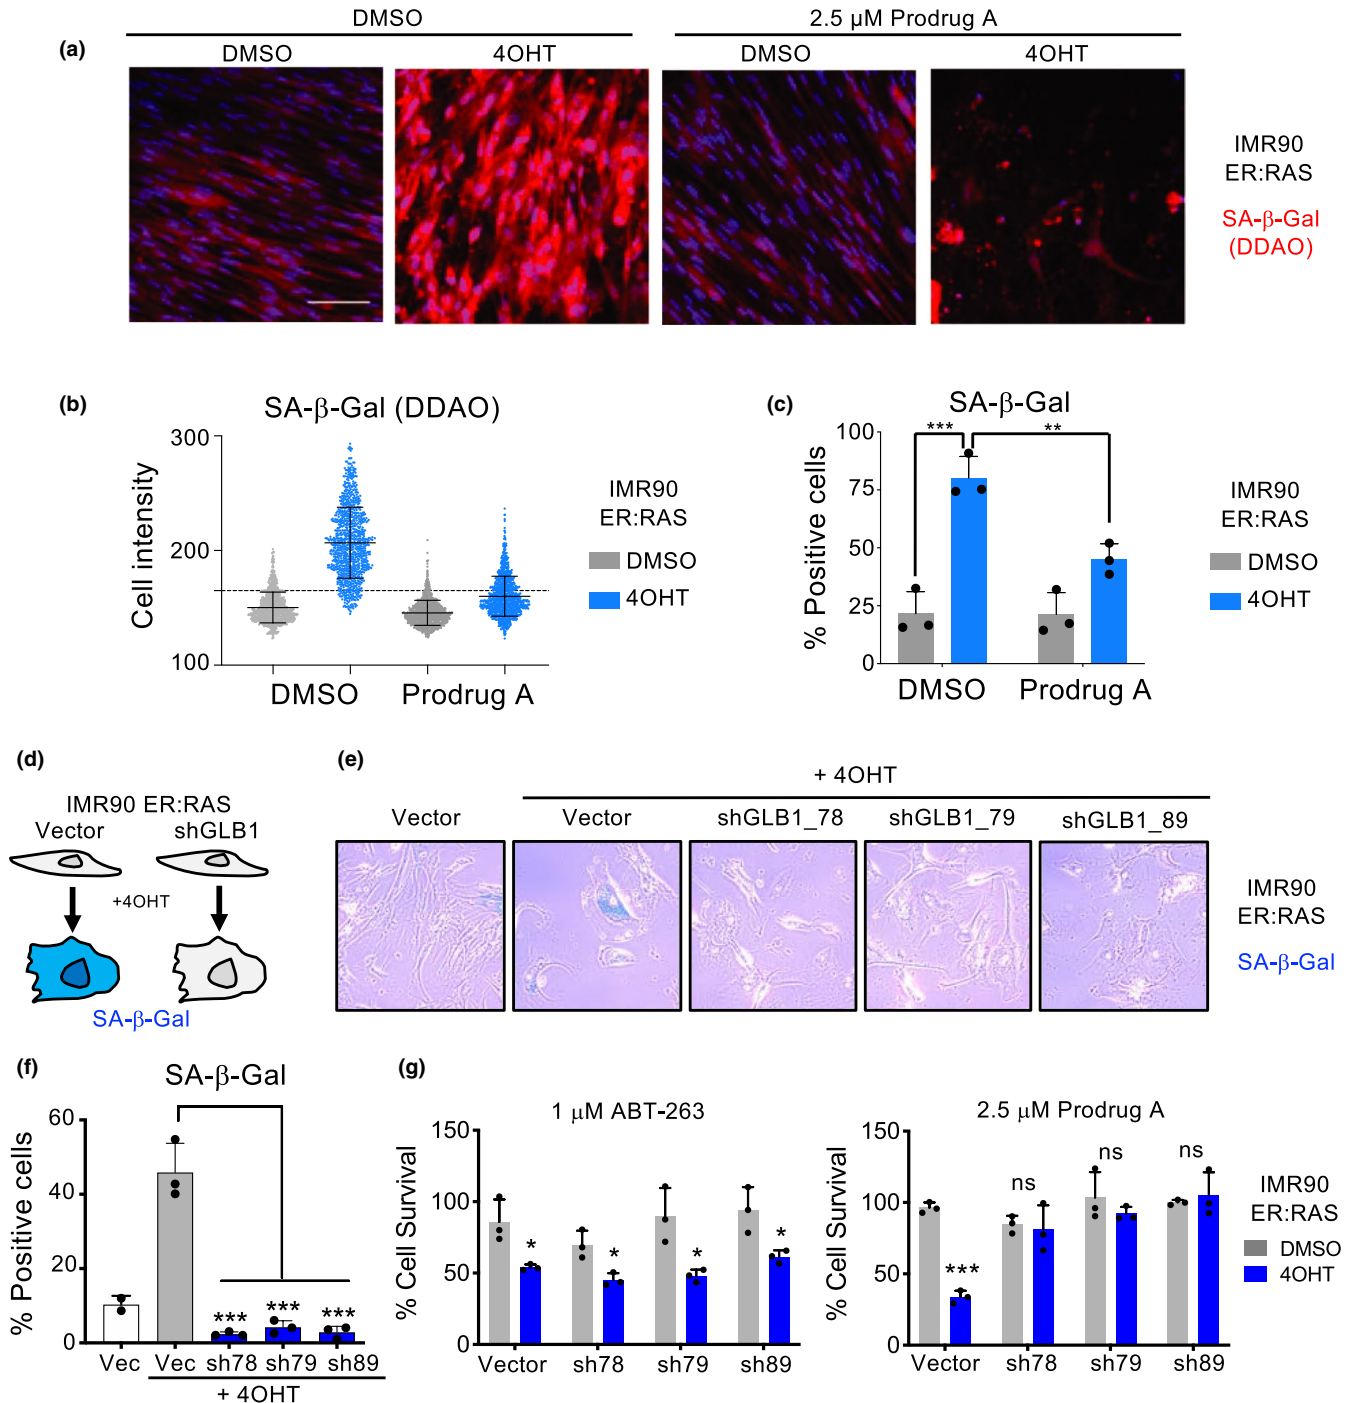 DMSO
2.5 µM Prodrug A
(a)
DMSO
4OHT
DMSO
4OHT
IMR90
ER:RAS
SA-β-Gal
(DDAO)
(b)
SA-β-Gal (DDAO)
Cell intensity
300
200
100
DMSO
Prodrug A
IMR90
ER:RAS
DMSO
4OHT
(c)
SA-β-Gal
% Positive cells
100
75
50
25
0
***
**
DMSO
Prodrug A
IMR90
ER:RAS
DMSO
4OHT
(d)
IMR90 ER:RAS
Vector
shGLB1
+4OHT
SA-β-Gal
(e)
+ 4OHT
Vector
Vector
shGLB1_78
shGLB1_79
shGLB1_89
IMR90
ER:RAS
SA-β-Gal
(f)
SA-β-Gal
% Positive cells
60
40
20
0
***
***
***
Vec
Vec
sh78
sh79
sh89
+ 4OHT
(g)
1 μM ABT-263
% Cell Survival
150
100
50
0
*
*
*
*
Vector
sh78
sh79
sh89
2.5 μM Prodrug A
% Cell Survival
150
100
50
0
***
ns
ns
ns
Vector
sh78
sh79
sh89
IMR90
ER:RAS
DMSO
4OHT